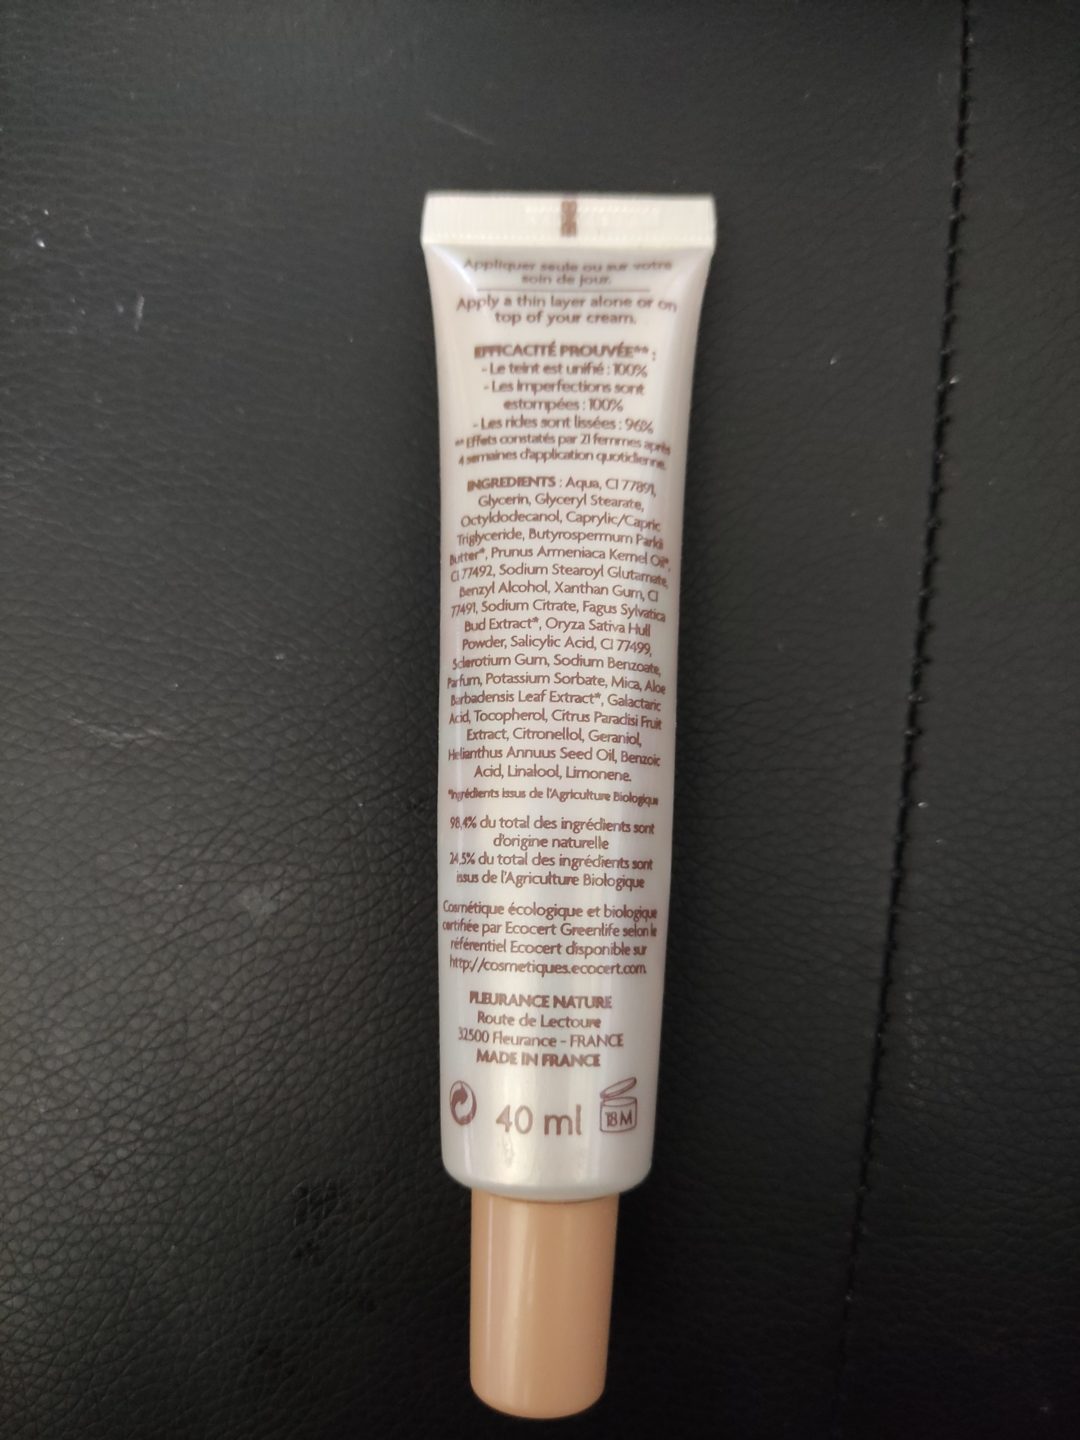 Appliquer seule ou sur votre
soin de jour.
Apply a thin layer alone or on
top of your cream.
EFFICACITÉ PROUVÉE** :
- Le teint est unifié : 100%
- Les imperfections sont
estompées : 100%
- Les rides sont lissées : 96%
** Effets constatés par 21 femmes après
4 semaines d'application quotidienne.
INGREDIENTS : Aqua, CI 77891,
Glycerin, Glyceryl Stearate,
Octyldodecanol, Caprylic/Capric
Triglyceride, Butyrospermum Parkii
Butter*, Prunus Armeniaca Kernel Oil*,
CI 77492, Sodium Stearoyl Glutamate,
Benzyl Alcohol, Xanthan Gum, CI
77491, Sodium Citrate, Fagus Sylvatica
Bud Extract*, Oryza Sativa Hull
Powder, Salicylic Acid, CI 77499,
Sclerotium Gum, Sodium Benzoate,
Parfum, Potassium Sorbate, Mica, Aloe
Barbadensis Leaf Extract*, Galactaric
Acid, Tocopherol, Citrus Paradisi Fruit
Extract, Citronellol, Geraniol,
Helianthus Annuus Seed Oil, Benzoic
Acid, Linalool, Limonene.
*Ingrédients issus de l'Agriculture Biologique
98,4% du total des ingrédients sont
d'origine naturelle
24,5% du total des ingrédients sont
issus de l'Agriculture Biologique
Cosmétique écologique et biologique
certifiée par Ecocert Greenlife selon le
référentiel Ecocert disponible sur
http://cosmetiques.ecocert.com
FLEURANCE NATURE
Route de Lectoure
32500 Fleurance - FRANCE
MADE IN FRANCE
40 ml
18 M